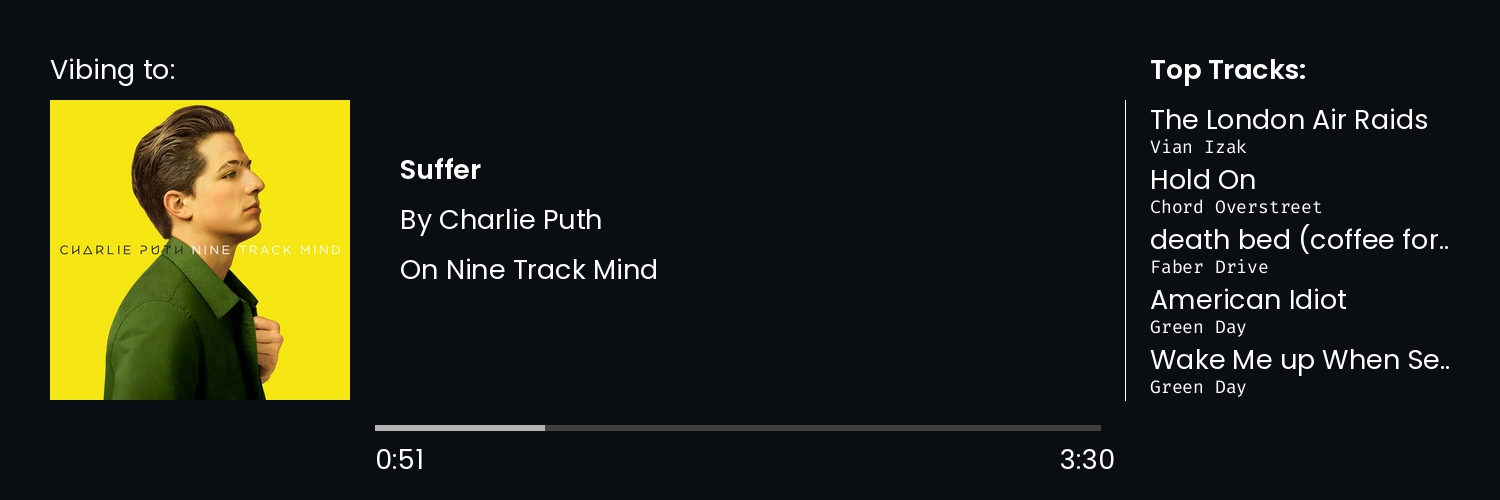 Vibing to:
CHARLIE PUTH NINE TRACK MIND
Suffer
By Charlie Puth
On Nine Track Mind
0:51
3:30
Top Tracks:
The London Air Raids
Vian Izak
Hold On
Chord Overstreet
death bed (coffee for..
Faber Drive
American Idiot
Green Day
Wake Me up When Se..
Green Day